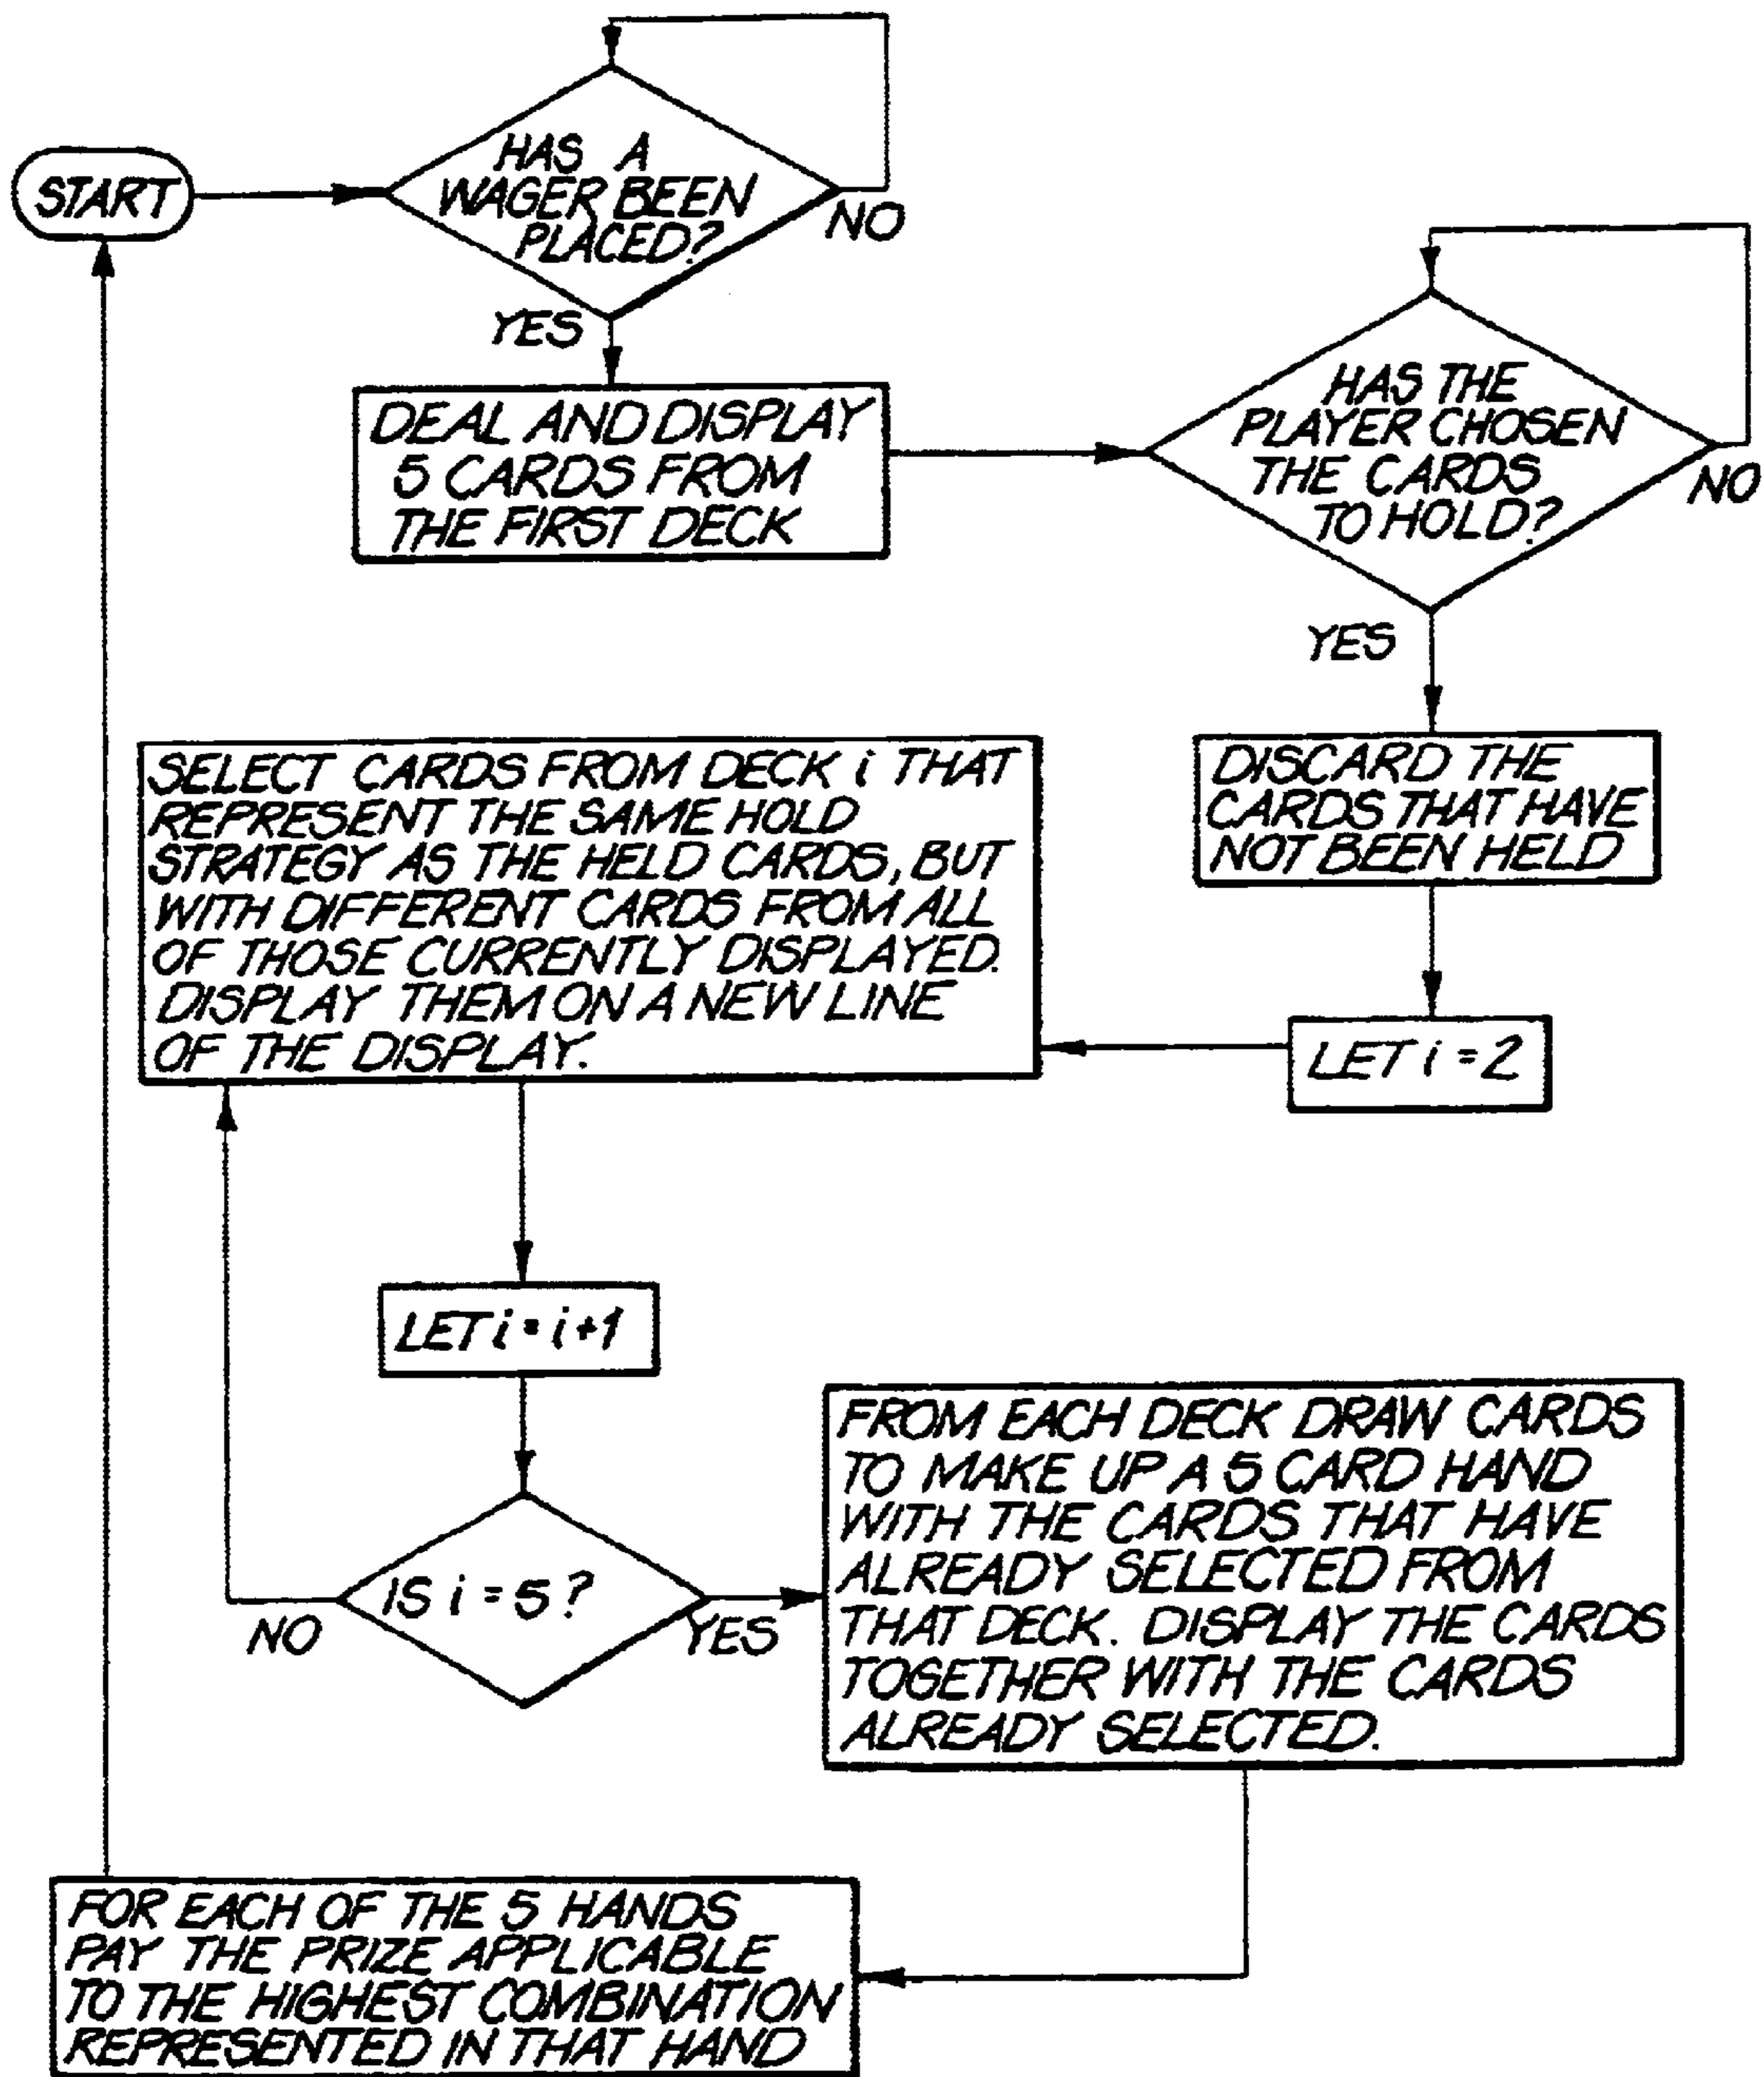 START
HAS A
WAGER BEEN
PLACED?
NO
YES
DEAL AND DISPLAY
5 CARDS FROM
THE FIRST DECK
HAS THE
PLAYER CHOSEN
THE CARDS
TO HOLD?
NO
YES
DISCARD THE
CARDS THAT HAVE
NOT BEEN HELD
LET i = 2
SELECT CARDS FROM DECK i THAT
REPRESENT THE SAME HOLD
STRATEGY AS THE HELD CARDS, BUT
WITH DIFFERENT CARDS FROM ALL
OF THOSE CURRENTLY DISPLAYED.
DISPLAY THEM ON A NEW LINE
OF THE DISPLAY.
LET i = i+1
IS i = 5?
NO
YES
FROM EACH DECK DRAW CARDS
TO MAKE UP A 5 CARD HAND
WITH THE CARDS THAT HAVE
ALREADY SELECTED FROM
THAT DECK. DISPLAY THE CARDS
TOGETHER WITH THE CARDS
ALREADY SELECTED.
FOR EACH OF THE 5 HANDS
PAY THE PRIZE APPLICABLE
TO THE HIGHEST COMBINATION
REPRESENTED IN THAT HAND